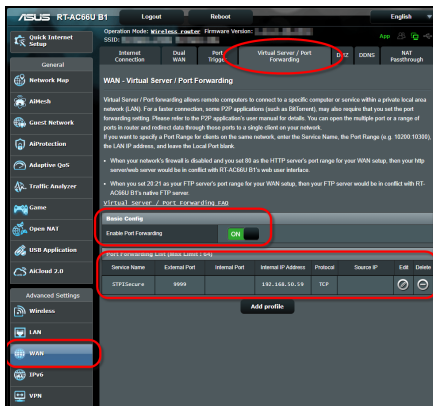 ASUS RT-AC66U B1 Logout Reboot English
Operation Mode: Wireless router Firmware Version:
SSID:
App
Quick Internet Setup
General
Network Map
AiMesh
Guest Network
AiProtection
Adaptive QoS
Traffic Analyzer
Game
Open NAT
USB Application
AiCloud 2.0
Advanced Settings
Wireless
LAN
WAN
IPv6
VPN
Internet Connection
Dual WAN
Port Trigger
Virtual Server / Port Forwarding
DMZ
DDNS
NAT Passthrough
WAN - Virtual Server / Port Forwarding
Virtual Server / Port forwarding allows remote computers to connect to a specific computer or service within a private local area
network (LAN). For a faster connection, some P2P applications (such as BitTorrent), may also require that you set the port
forwarding setting. Please refer to the P2P application's user manual for details. You can open the multiple port or a range of
ports in router and redirect data through those ports to a single client on your network.
If you want to specify a Port Range for clients on the same network, enter the Service Name, the Port Range (e.g. 10200:10300),
the LAN IP address, and leave the Local Port blank.
• When your network's firewall is disabled and you set 80 as the HTTP server's port range for your WAN setup, then your http
server/web server would be in conflict with RT-AC66U B1's web user interface.
• When you set 20:21 as your FTP server's port range for your WAN setup, then your FTP server would be in conflict with RT-
AC66U B1's native FTP server.
Virtual Server / Port Forwarding FAQ
Basic Config
Enable Port Forwarding ON
Port Forwarding List (Max Limit : 64)
Service Name External Port Internal Port Internal IP Address Protocol Source IP Edit Delete
STPISecure 9999 192.168.50.59 TCP
Add profile